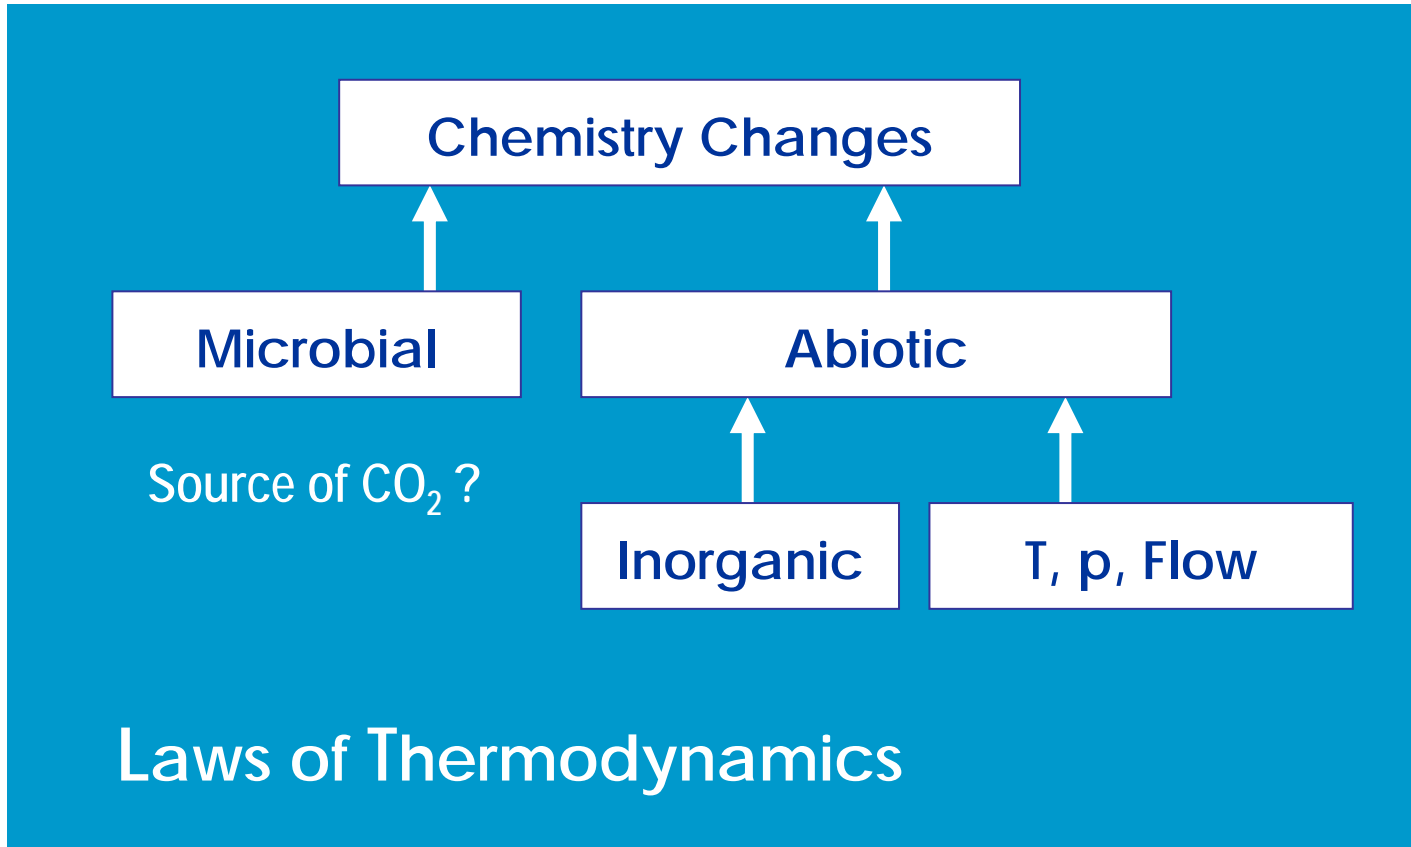 Chemistry Changes
Microbial
Abiotic
Source of CO₂ ?
Inorganic
T, p, Flow
Laws of Thermodynamics